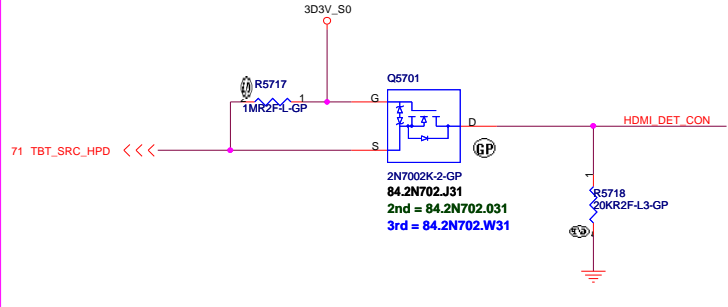 3D3V_S0
R5717
1
1MR2F-L-GP
Q5701
G
D
S
GP
HDMI_DET_CON
71 TBT_SRC_HPD
2N7002K-2-GP
84.2N702.J31
2nd = 84.2N702.031
3rd = 84.2N702.W31
1
R5718
20KR2F-L3-GP